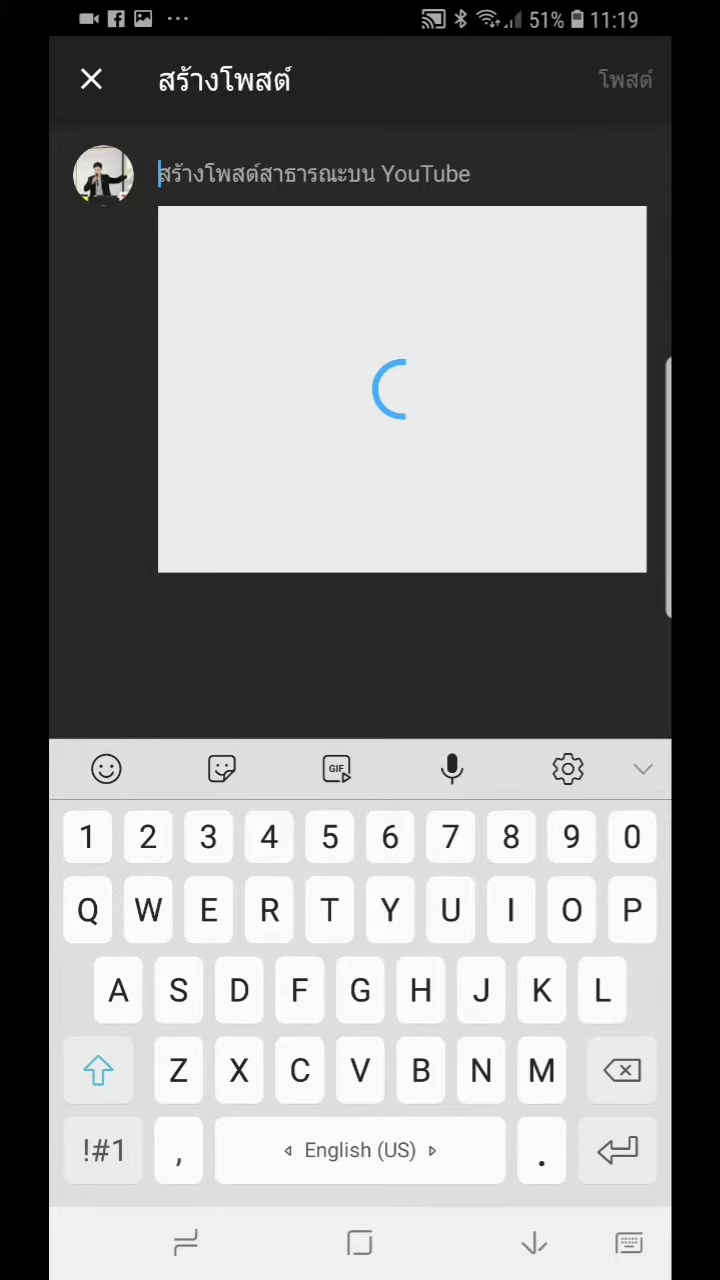 51% 11:19
สร้างโพสต์ โพสต์
สร้างโพสต์สาธารณะบน YouTube
GIF
1 2 3 4 5 6 7 8 9 0
Q W E R T Y U I O P
A S D F G H J K L
Z X C V B N M
!#1 , English (US) .